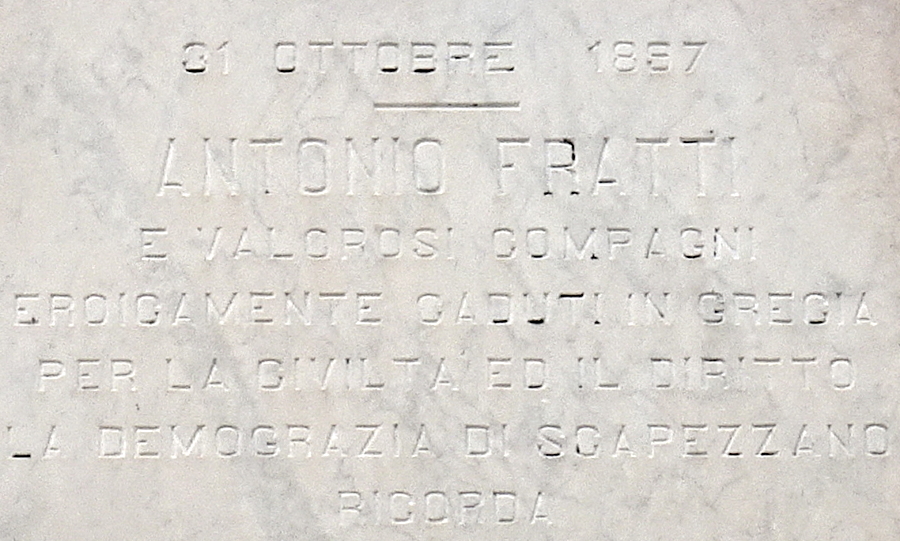 31 OTTOBRE 1897
ANTONIO FRATTI
E VALOROSI COMPAGNI
EROICAMENTE CADUTI IN GRECIA
PER LA CIVILTA' ED IL DIRITTO
LA DEMOCRAZIA DI SCAPEZZANO
RICORDA